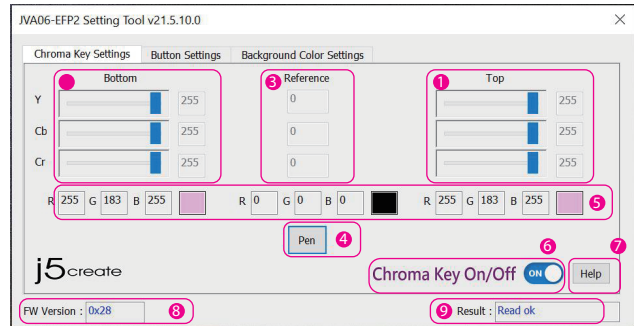 JVA06-EFP2 Setting Tool v21.5.10.0
Chroma Key Settings Button Settings Background Color Settings
Bottom 3 Reference 1 Top
Y 255 0 255
Cb 255 0 255
Cr 255 0 255
R 255 G 183 B 255 R 0 G 0 B 0 R 255 G 183 B 255 5
Pen 4
6 7
j5create Chroma Key On/Off ON Help
FW Version : 0x28 8 9 Result : Read ok